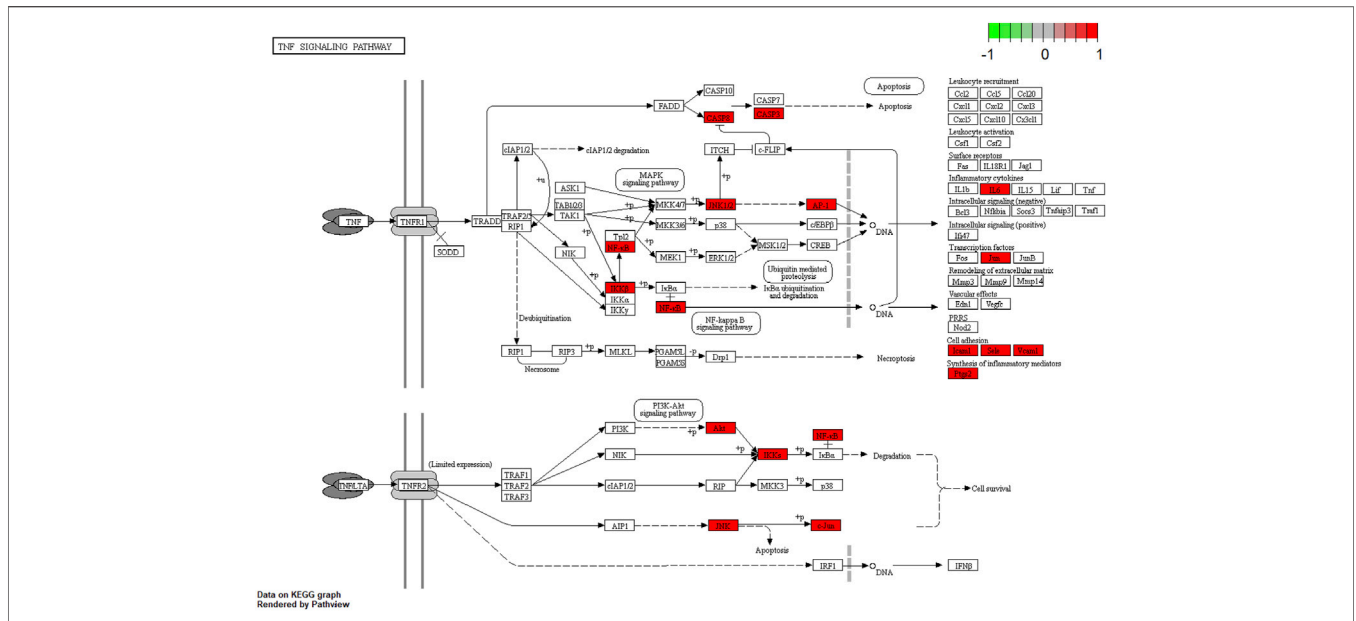 TNF SIGNALING PATHWAY
-1 0 1
Apoptosis
Leukocyte recruitment
Ccl2 Ccl5 Ccl20
Cxcl1 Cxcl2 Cxcl3
Cxcl5 Cxcl10 Cx3cl1
Leukocyte activation
Csf1 Csf2
Surface receptors
Fas IL18R1 Jag1
Inflammatory cytokines
IL1b IL6 IL15 Lif Tnf
Intracellular signaling (negative)
Bcl3 Nfkbia Socs3 Tnfaip3 Traf1
Intracellular signaling (positive)
Ifi47
Transcription factors
Fos Jun JunB
Remodeling of extracellular matrix
Mmp3 Mmp9 Mmp14
Vascular effects
Edn1 Vegfc
PRRS
Nod2
Cell adhesion
Icam1 Sele Vcam1
Synthesis of inflammatory mediators
Ptgs2
CASP10
FADD
CASP7
CASP8
CASP3
Apoptosis
cIAP1/2
cIAP1/2 degradation
ITCH
c-FLIP
+u
+p
MAPK
signaling pathway
ASK1
TAB1/2/3
TAK1
MKK4/7
+p
JNK1/2
AP-1
TNF
TNFR1
TRADD
TRAF2/5
RIP1
+p
MKK3/6
+p
p38
c/EBPβ
DNA
SODD
NIK
Tpl2
NF-κB
+p
MEK1
+p
ERK1/2
MSK1/2
CREB
+p
+p
Ubiquitin mediated
proteolysis
IKKβ
+p
IκBα
IκBα ubiquitination
and degradation
IKKα
IKKγ
NF-κB
DNA
NF-kappa B
signaling pathway
Deubiquitination
RIP1
RIP3
+p
MLKL
PGAM5L
PGAM5S
-p
Drp1
Necroptosis
Necrosome
PI3K-Akt
signaling pathway
PI3K
+p
Akt
NF-κB
NIK
+p
IKKα
+p
IκBα
Degradation
(Limited expression)
TNF/LTA
TNFR2
TRAF1
TRAF2
TRAF3
cIAP1/2
RIP
MKK3
p38
Cell survival
AIP1
JNK
+p
c-Jun
Apoptosis
IRF1
DNA
IFNβ
Data on KEGG graph
Rendered by Pathview